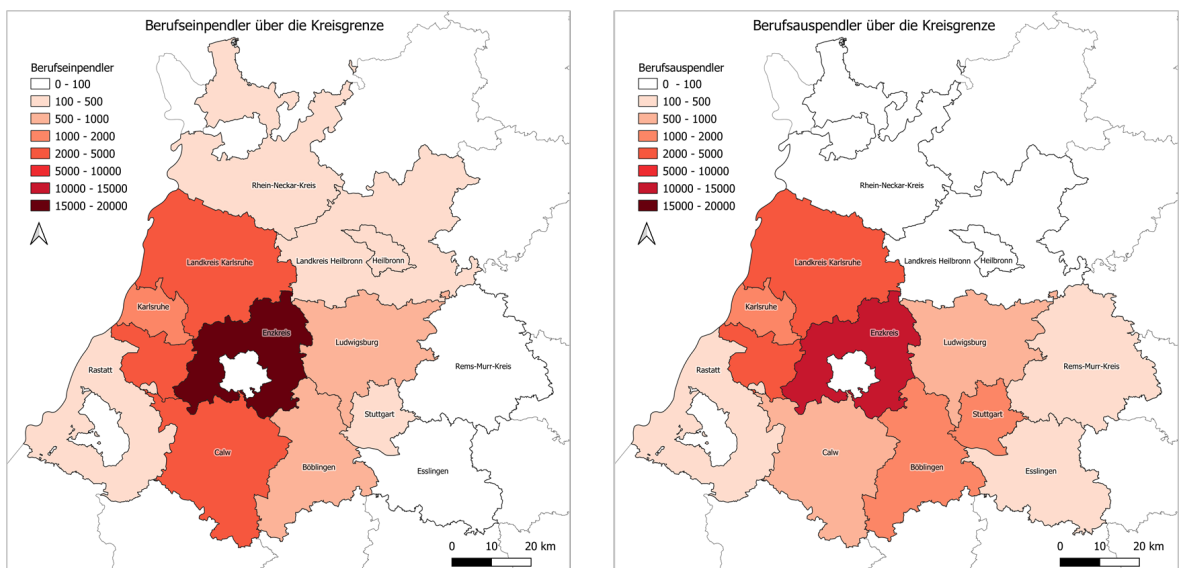 Berufseinpendler über die Kreisgrenze
Berufseinpendler
0 - 100
100 - 500
500 - 1000
1000 - 2000
2000 - 5000
5000 - 10000
10000 - 15000
15000 - 20000
Rhein-Neckar-Kreis
Landkreis Karlsruhe
Landkreis Heilbronn
Heilbronn
Karlsruhe
Enzkreis
Ludwigsburg
Rastatt
Rems-Murr-Kreis
Stuttgart
Calw
Böblingen
Esslingen
0 10 20 km
Berufsauspendler über die Kreisgrenze
Berufsauspendler
0 - 100
100 - 500
500 - 1000
1000 - 2000
2000 - 5000
5000 - 10000
10000 - 15000
15000 - 20000
Rhein-Neckar-Kreis
Landkreis Karlsruhe
Landkreis Heilbronn
Heilbronn
Karlsruhe
Enzkreis
Ludwigsburg
Rastatt
Rems-Murr-Kreis
Stuttgart
Calw
Böblingen
Esslingen
0 10 20 km